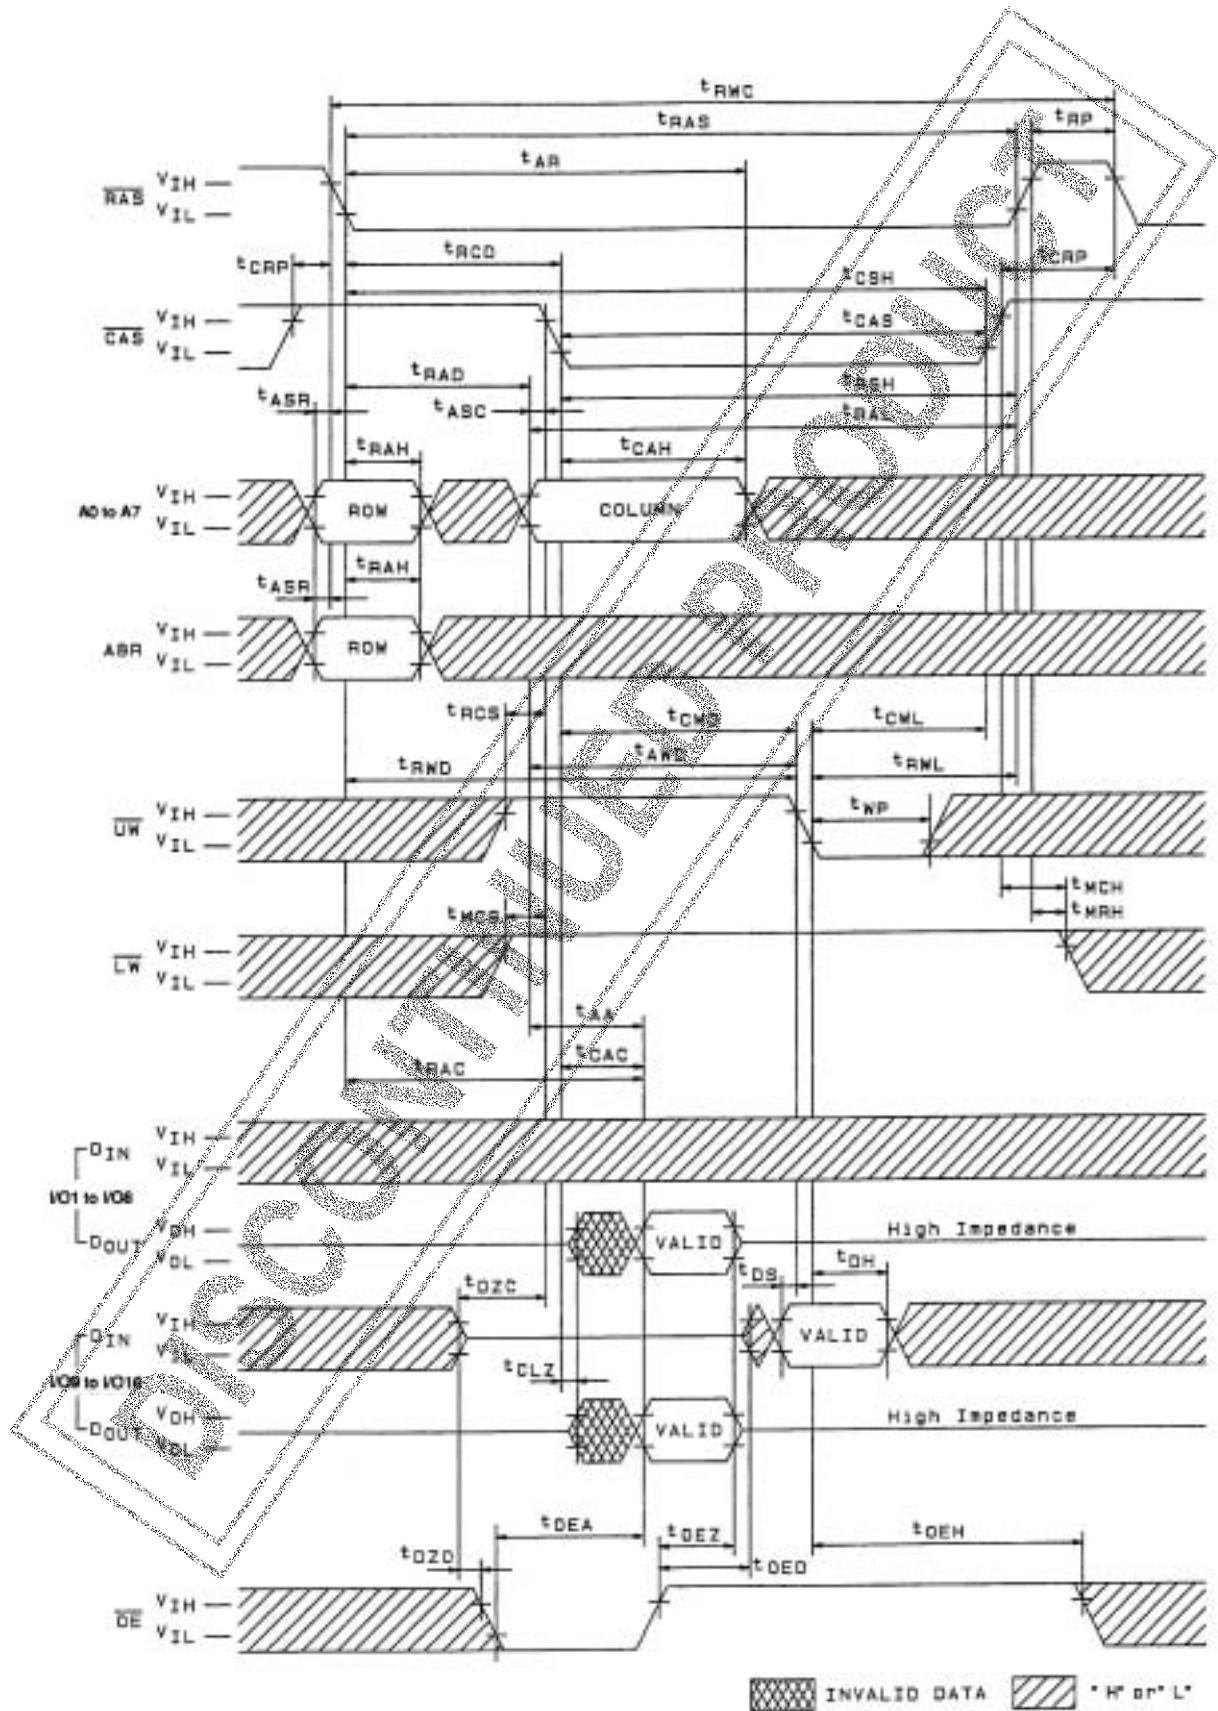 tRWC
tRAS
tRP
tAR
RAS VIH
VIL
tCRP
tRCD
tCRP
tCSH
CAS VIH
VIL
tCAS
tRAD
tRSH
tASR
tASC
tRAL
tRAH
tCAH
A0 to A7 VIH
VIL
ROW
COLUMN
tASR
tRAH
A8R VIH
VIL
ROW
tRCS
tCWD
tCWL
tAWD
tRWD
tRWL
UW VIH
VIL
tWP
tMCH
tMCS
tMRH
LW VIH
VIL
tAA
tCAC
tRAC
DIN VIH
VIL
I/O1 to I/O8
DOUT VOH
VOL
VALID
High Impedance
tDS
tDH
tDZC
DIN VIH
VIL
VALID
tCLZ
I/O9 to I/O16
DOUT VOH
VOL
VALID
High Impedance
tOEA
tOEZ
tOEH
tDZO
tOED
OE VIH
VIL
INVALID DATA
"H" or "L"
DISCONTINUED PRODUCT